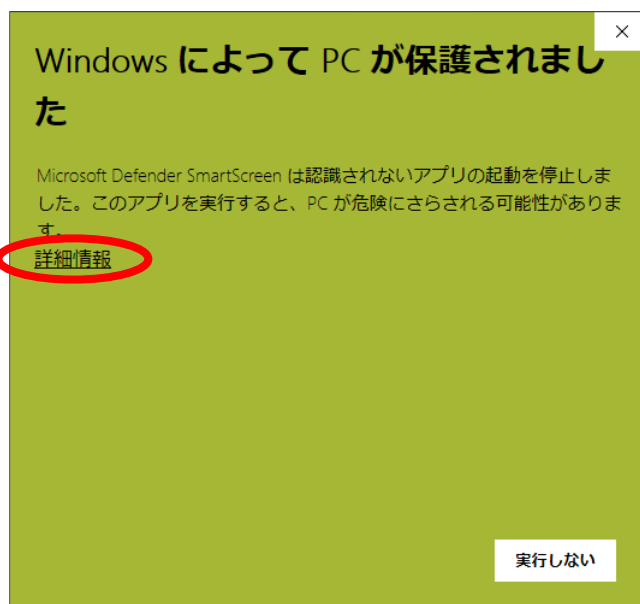 Windows によって PC が保護されまし
た
Microsoft Defender SmartScreen は認識されないアプリの起動を停止しま
した。このアプリを実行すると、PC が危険にさらされる可能性がありま
す。
詳細情報
実行しない